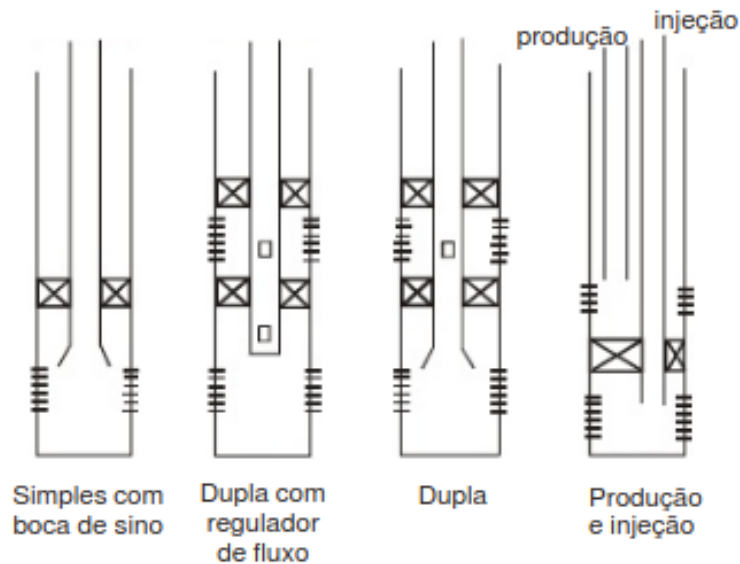 injeção
produção
Simples com
boca de sino
Dupla com
regulador
de fluxo
Dupla
Produção
e injeção